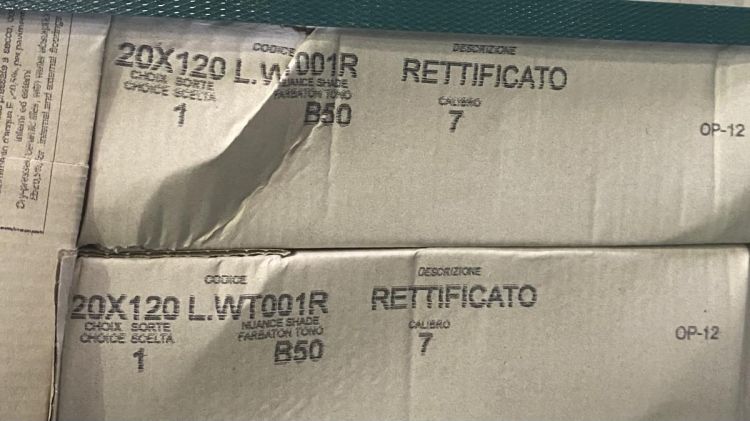 CODICE DESCRIZIONE
20X120 L.W 001R RETTIFICATO
CHOIX SORTE NUANCE SHADE CALIBRO
CHOICE SCELTA FARBATON TONO
1 B50 7
OP-12
CODICE DESCRIZIONE
20X120 L.WT001R RETTIFICATO
CHOIX SORTE NUANCE SHADE CALIBRO
CHOICE SCELTA FARBATON TONO
1 B50 7
OP-12